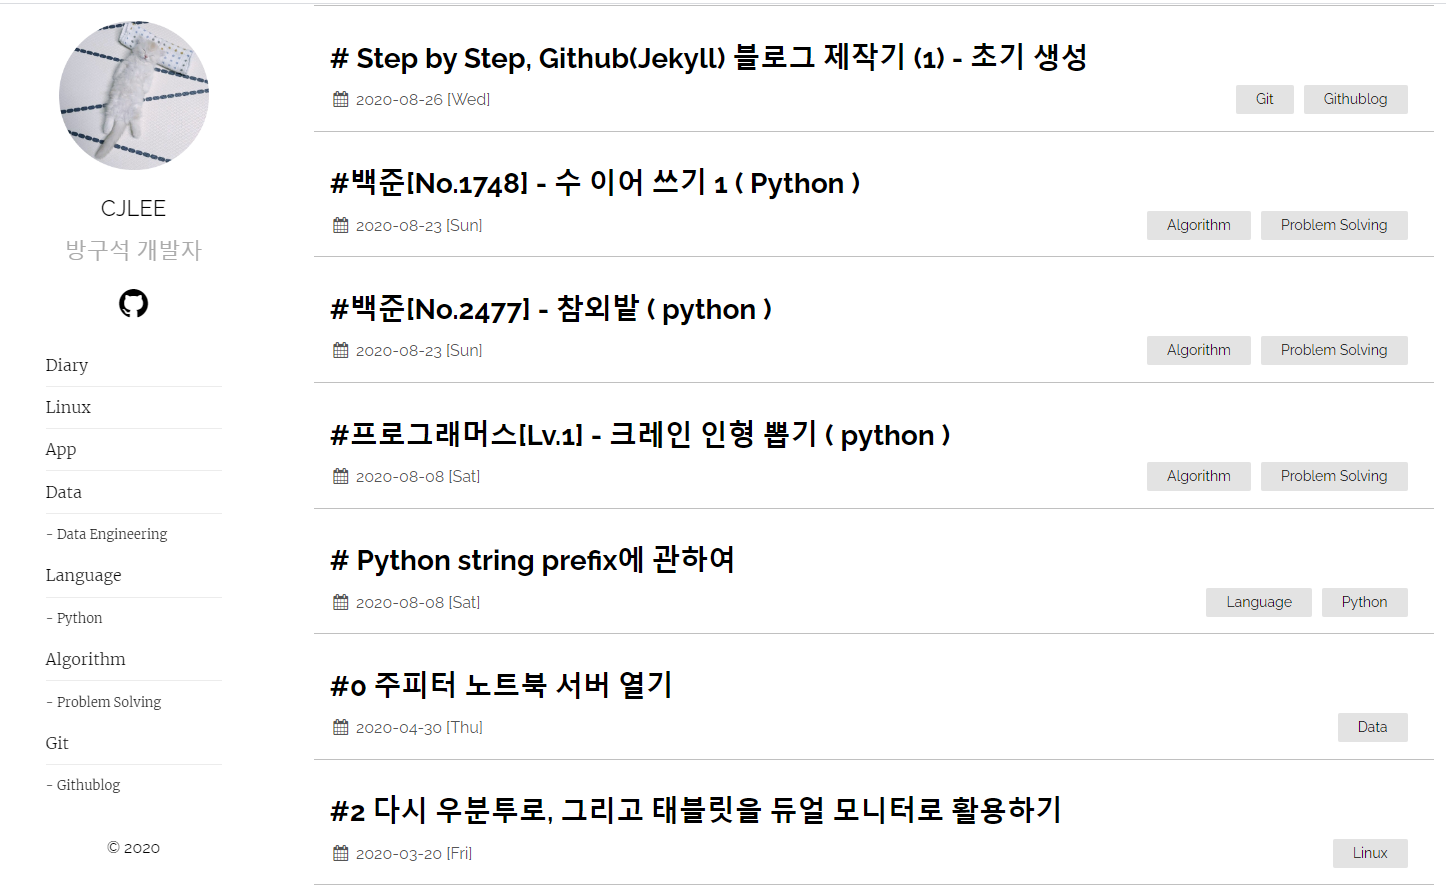 CJLEE
방구석 개발자
Diary
Linux
App
Data
- Data Engineering
Language
- Python
Algorithm
- Problem Solving
Git
- Githublog
© 2020
# Step by Step, Github(Jekyll) 블로그 제작기 (1) - 초기 생성
2020-08-26 [Wed] Git Githublog
#백준[No.1748] - 수 이어 쓰기 1 ( Python )
2020-08-23 [Sun] Algorithm Problem Solving
#백준[No.2477] - 참외밭 ( python )
2020-08-23 [Sun] Algorithm Problem Solving
#프로그래머스[Lv.1] - 크레인 인형 뽑기 ( python )
2020-08-08 [Sat] Algorithm Problem Solving
# Python string prefix에 관하여
2020-08-08 [Sat] Language Python
#0 주피터 노트북 서버 열기
2020-04-30 [Thu] Data
#2 다시 우분투로, 그리고 태블릿을 듀얼 모니터로 활용하기
2020-03-20 [Fri] Linux